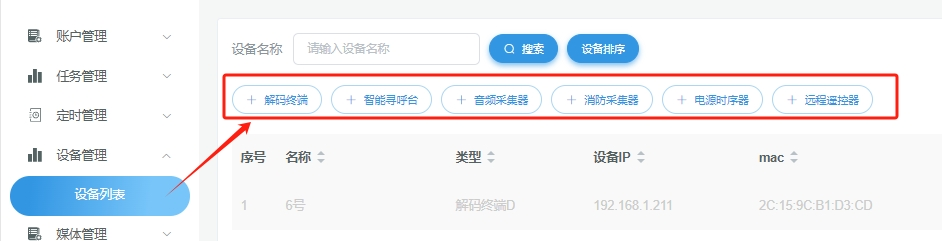 账户管理
任务管理
定时管理
设备管理
设备列表
媒体管理
设备名称 请输入设备名称 搜索 设备排序
+ 解码终端 + 智能寻呼台 + 音频采集器 + 消防采集器 + 电源时序器 + 远程遥控器
序号 名称 类型 设备IP mac
1 6号 解码终端D 192.168.1.211 2C:15:9C:B1:D3:CD